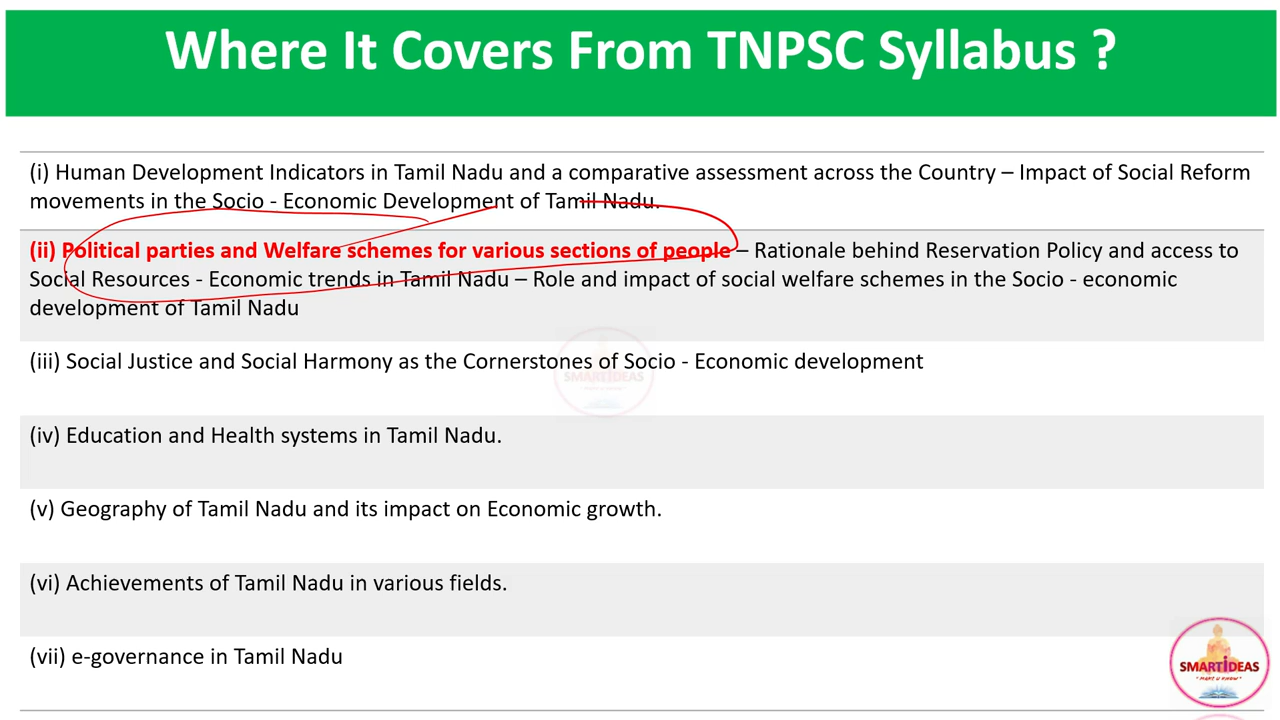 Where It Covers From TNPSC Syllabus ?
(i) Human Development Indicators in Tamil Nadu and a comparative assessment across the Country – Impact of Social Reform
movements in the Socio - Economic Development of Tamil Nadu.
(ii) Political parties and Welfare schemes for various sections of people – Rationale behind Reservation Policy and access to
Social Resources - Economic trends in Tamil Nadu – Role and impact of social welfare schemes in the Socio - economic
development of Tamil Nadu
(iii) Social Justice and Social Harmony as the Cornerstones of Socio - Economic development
SMARTIDEAS
(iv) Education and Health systems in Tamil Nadu.
(v) Geography of Tamil Nadu and its impact on Economic growth.
(vi) Achievements of Tamil Nadu in various fields.
(vii) e-governance in Tamil Nadu
SMARTiDEAS
" MAKE U KNOW "